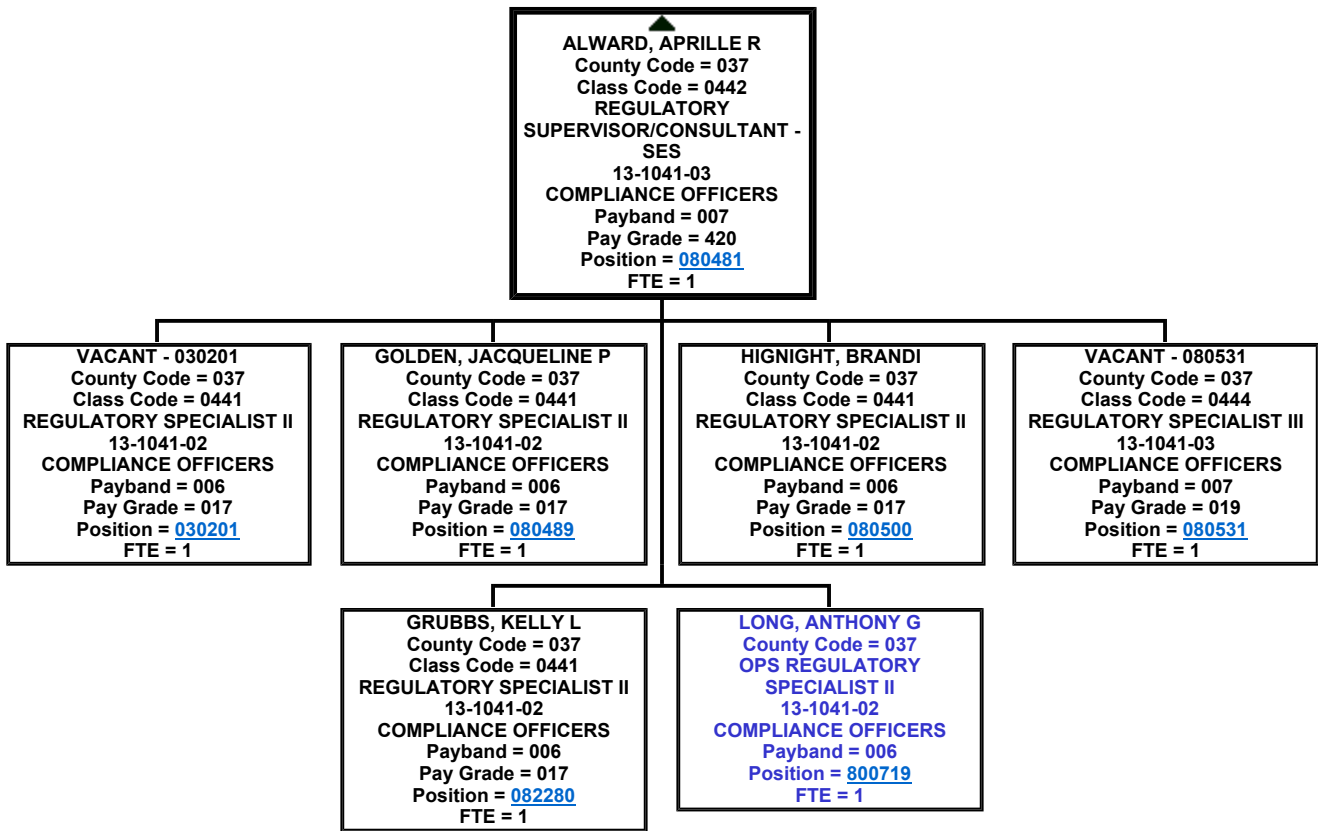 ALWARD, APRILLE R
County Code = 037
Class Code = 0442
REGULATORY
SUPERVISOR/CONSULTANT -
SES
13-1041-03
COMPLIANCE OFFICERS
Payband = 007
Pay Grade = 420
Position = 080481
FTE = 1
VACANT - 030201
County Code = 037
Class Code = 0441
REGULATORY SPECIALIST II
13-1041-02
COMPLIANCE OFFICERS
Payband = 006
Pay Grade = 017
Position = 030201
FTE = 1
GOLDEN, JACQUELINE P
County Code = 037
Class Code = 0441
REGULATORY SPECIALIST II
13-1041-02
COMPLIANCE OFFICERS
Payband = 006
Pay Grade = 017
Position = 080489
FTE = 1
HIGNIGHT, BRANDI
County Code = 037
Class Code = 0441
REGULATORY SPECIALIST II
13-1041-02
COMPLIANCE OFFICERS
Payband = 006
Pay Grade = 017
Position = 080500
FTE = 1
VACANT - 080531
County Code = 037
Class Code = 0444
REGULATORY SPECIALIST III
13-1041-03
COMPLIANCE OFFICERS
Payband = 007
Pay Grade = 019
Position = 080531
FTE = 1
GRUBBS, KELLY L
County Code = 037
Class Code = 0441
REGULATORY SPECIALIST II
13-1041-02
COMPLIANCE OFFICERS
Payband = 006
Pay Grade = 017
Position = 082280
FTE = 1
LONG, ANTHONY G
County Code = 037
OPS REGULATORY
SPECIALIST II
13-1041-02
COMPLIANCE OFFICERS
Payband = 006
Position = 800719
FTE = 1